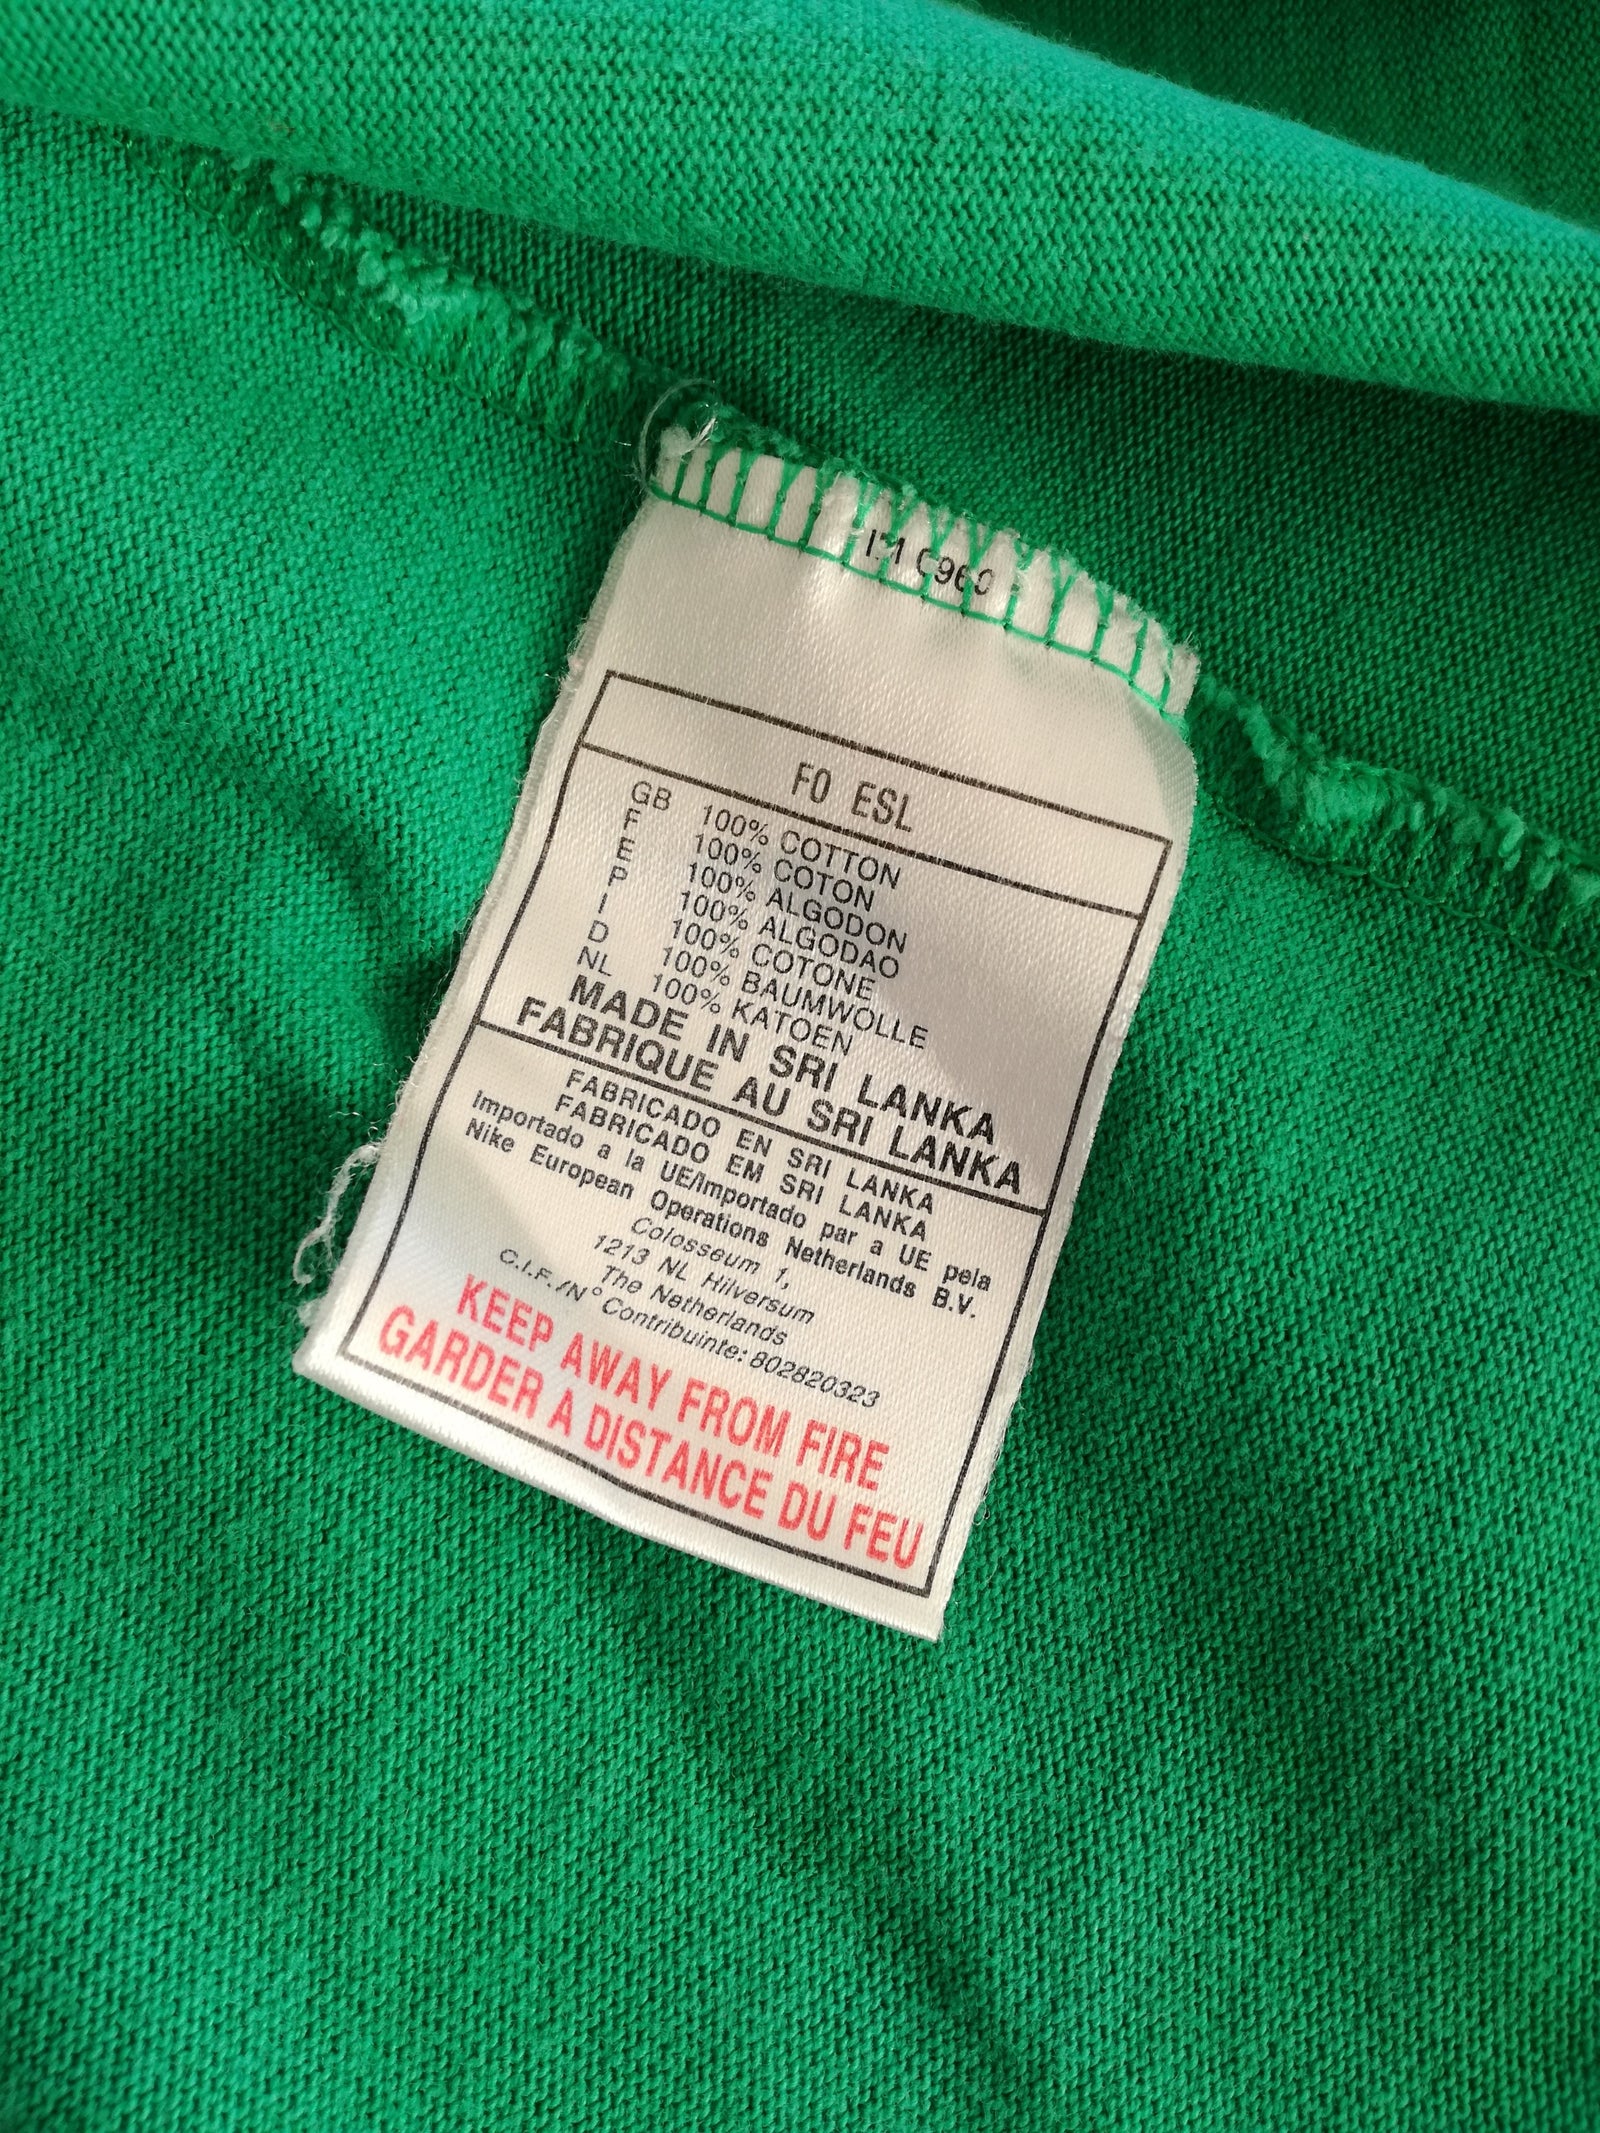 F0 ESL
GB 100% COTTON
F 100% COTON
E 100% ALGODON
P 100% ALGODAO
I 100% COTONE
D 100% BAUMWOLLE
NL 100% KATOEN
MADE IN SRI LANKA
FABRIQUE AU SRI LANKA
FABRICADO EN SRI LANKA
FABRICADO EM SRI LANKA
Importado a la UE/Importado par a UE pela
Nike European Operations Netherlands B.V.
Colosseum 1,
1213 NL Hilversum
The Netherlands
C.I.F./N° Contribuinte: 802820323
KEEP AWAY FROM FIRE
GARDER A DISTANCE DU FEU